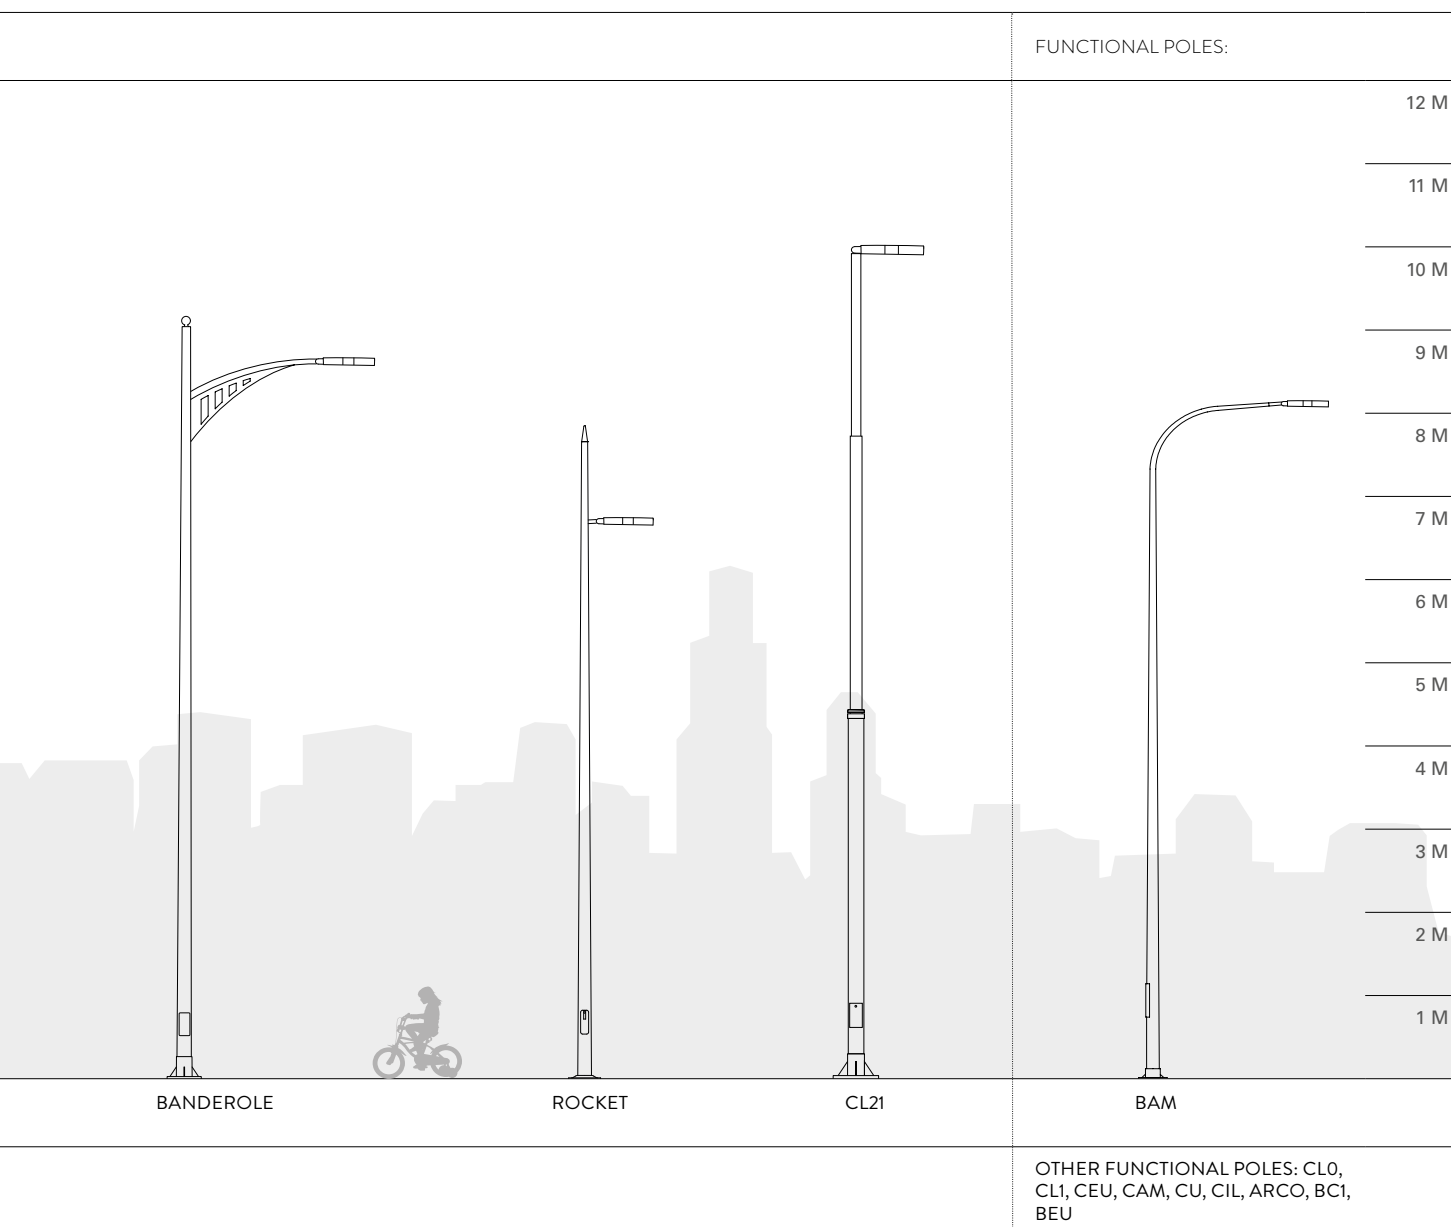 FUNCTIONAL POLES:
12 M
11 M
10 M
9 M
8 M
7 M
6 M
5 M
4 M
3 M
2 M
1 M
BANDEROLE ROCKET CL21 BAM
OTHER FUNCTIONAL POLES: CL0,
CL1, CEU, CAM, CU, CIL, ARCO, BC1,
BEU